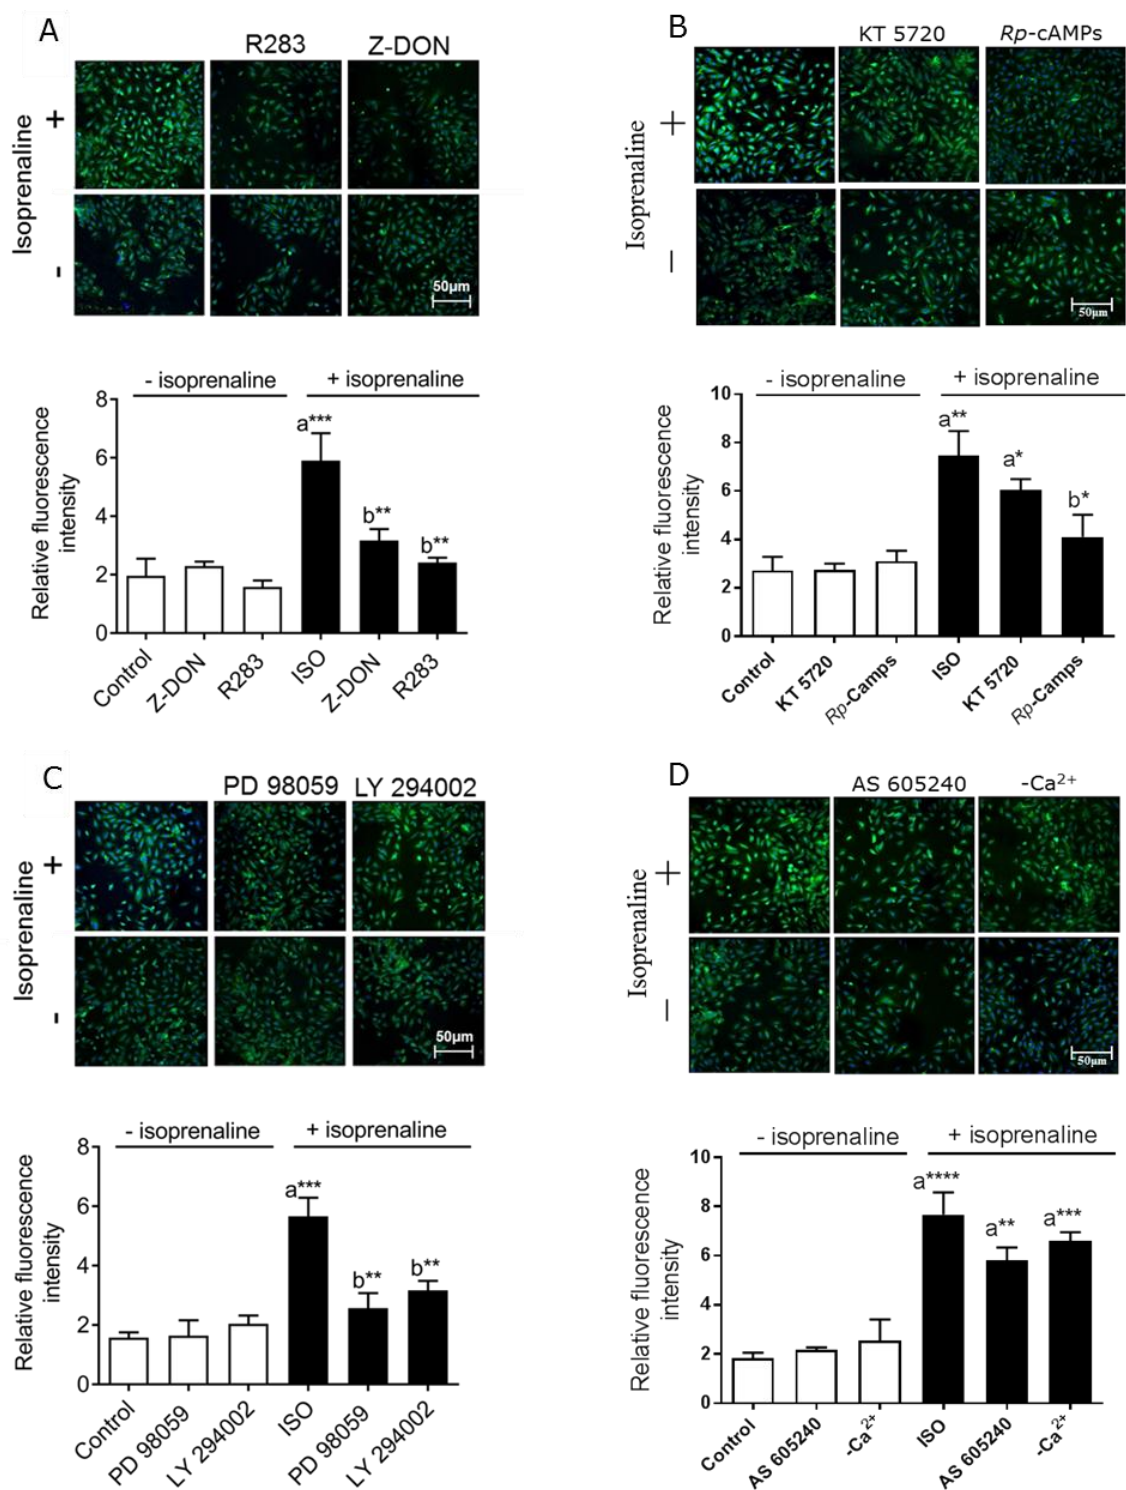 A
R283
Z-DON
Isoprenaline
+
-
50µm
- isoprenaline
+ isoprenaline
Relative fluorescence
intensity
8
6
4
2
0
a***
b**
b**
Control
Z-DON
R283
ISO
Z-DON
R283
B
KT 5720
Rp-cAMPs
Isoprenaline
+
−
50µm
- isoprenaline
+ isoprenaline
Relative fluorescence
intensity
10
8
6
4
2
0
a**
a*
b*
Control
KT 5720
Rp-Camps
ISO
KT 5720
Rp-Camps
C
PD 98059
LY 294002
Isoprenaline
+
-
50µm
- isoprenaline
+ isoprenaline
Relative fluorescence
intensity
8
6
4
2
0
a***
b**
b**
Control
PD 98059
LY 294002
ISO
PD 98059
LY 294002
D
AS 605240
-Ca²⁺
Isoprenaline
+
−
50µm
- isoprenaline
+ isoprenaline
Relative fluorescence
intensity
10
8
6
4
2
0
a****
a**
a***
Control
AS 605240
-Ca²⁺
ISO
AS 605240
-Ca²⁺